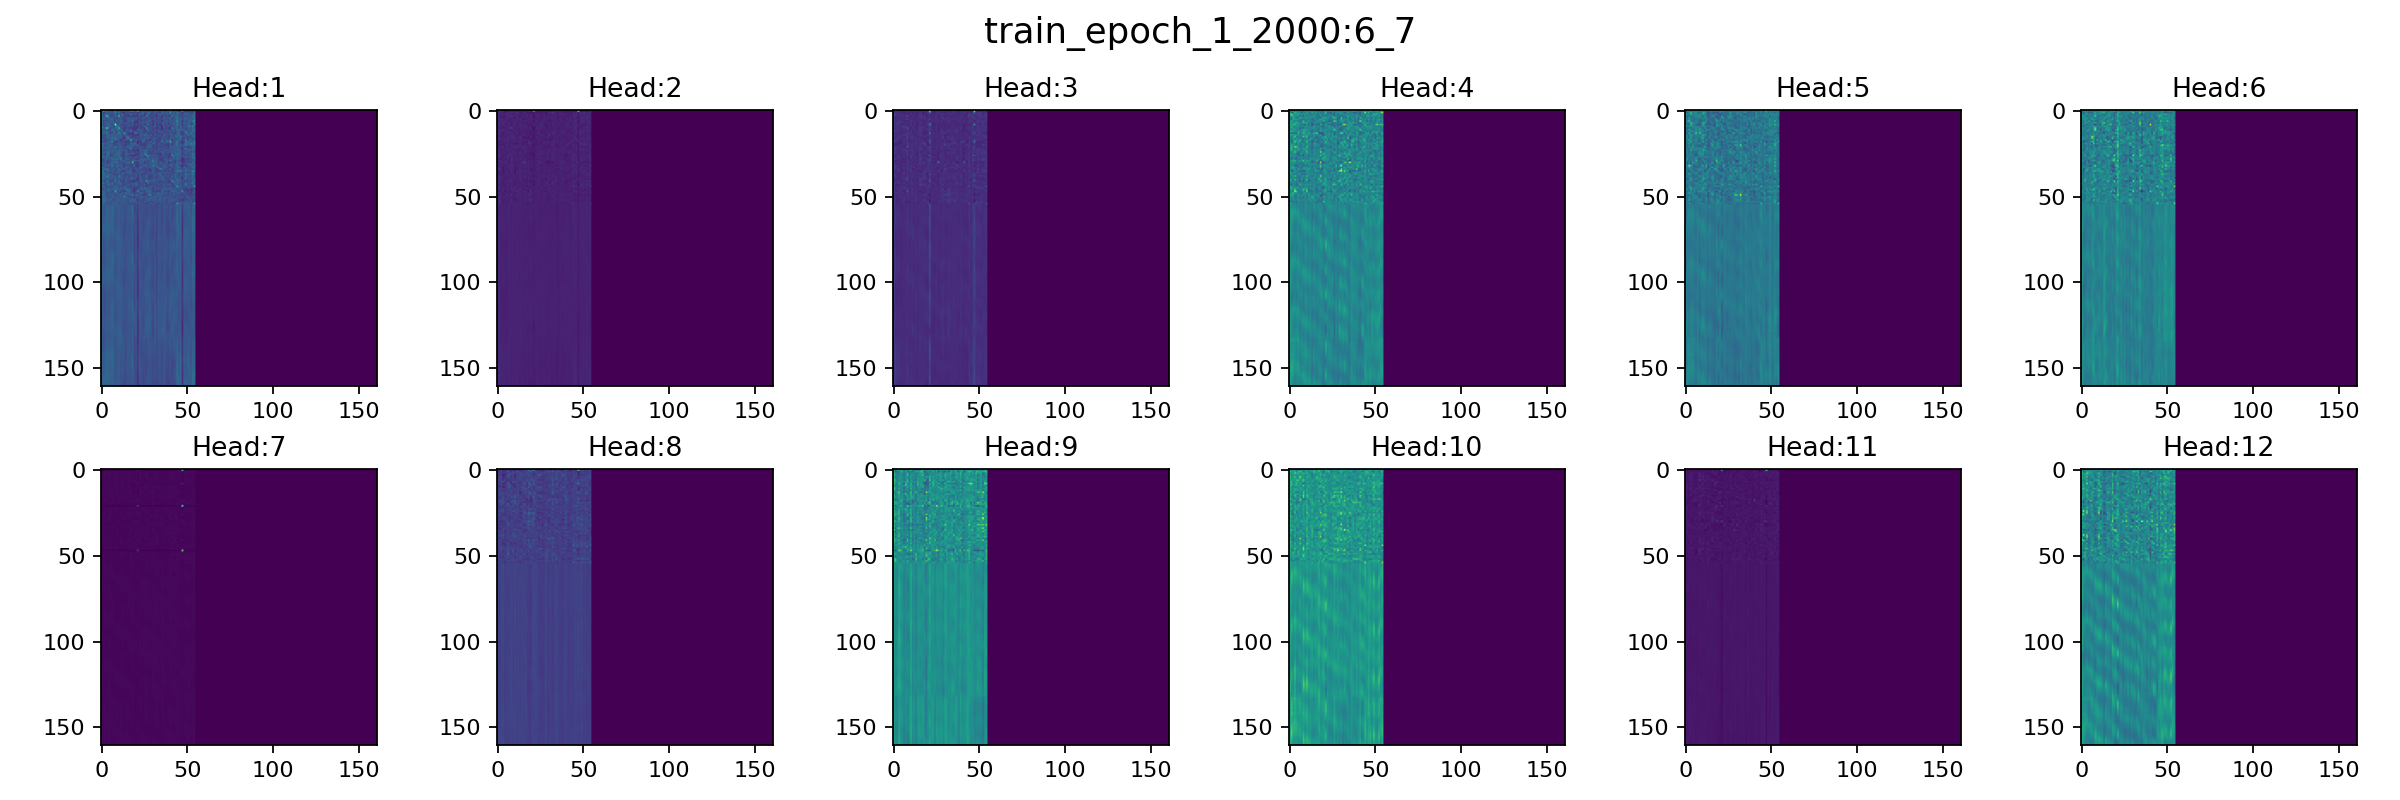 train_epoch_1_2000:6_7
Head:1 Head:2 Head:3 Head:4 Head:5 Head:6
0 0 0 0 0 0
50 50 50 50 50 50
100 100 100 100 100 100
150 150 150 150 150 150
0 50 100 150 0 50 100 150 0 50 100 150 0 50 100 150 0 50 100 150 0 50 100 150
Head:7 Head:8 Head:9 Head:10 Head:11 Head:12
0 0 0 0 0 0
50 50 50 50 50 50
100 100 100 100 100 100
150 150 150 150 150 150
0 50 100 150 0 50 100 150 0 50 100 150 0 50 100 150 0 50 100 150 0 50 100 150